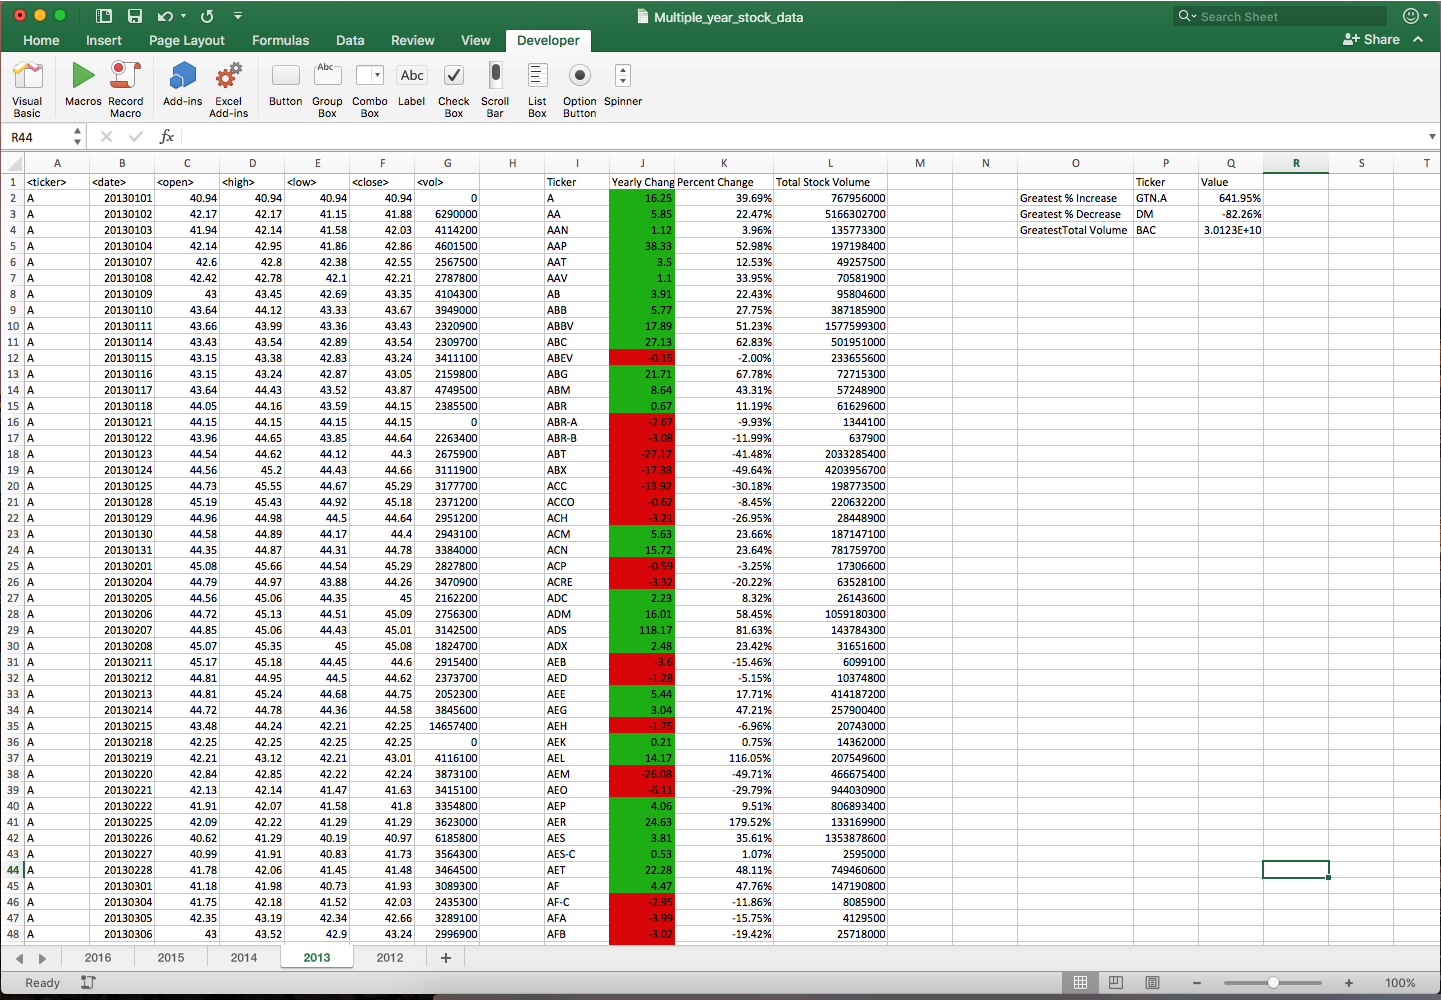 Multiple_year_stock_data
Search Sheet
Home Insert Page Layout Formulas Data Review View Developer
Share
Visual Basic Macros Record Macro Add-ins Excel Add-ins Button Group Box Combo Box Label Check Box Scroll Bar List Box Option Button Spinner
Abc Abc
R44 fx
A B C D E F G H I J K L M N O P Q R S T
1 <ticker> <date> <open> <high> <low> <close> <vol> Ticker Yearly Chang Percent Change Total Stock Volume Ticker Value
2 A 20130101 40.94 40.94 40.94 40.94 0 A 16.25 39.69% 767956000 Greatest % Increase GTN.A 641.95%
3 A 20130102 42.17 42.17 41.15 41.88 6290000 AA 5.85 22.47% 5166302700 Greatest % Decrease DM -82.26%
4 A 20130103 41.94 42.14 41.58 42.03 4114200 AAN 1.12 3.96% 135773300 GreatestTotal Volume BAC 3.0123E+10
5 A 20130104 42.14 42.95 41.86 42.86 4601500 AAP 38.33 52.98% 197198400
6 A 20130107 42.6 42.8 42.38 42.55 2567500 AAT 3.5 12.53% 49257500
7 A 20130108 42.42 42.78 42.1 42.21 2787800 AAV 1.1 33.95% 70581900
8 A 20130109 43 43.45 42.69 43.35 4104300 AB 3.91 22.43% 95804600
9 A 20130110 43.64 44.12 43.33 43.67 3949000 ABB 5.77 27.75% 387185900
10 A 20130111 43.66 43.99 43.36 43.43 2320900 ABBV 17.89 51.23% 1577599300
11 A 20130114 43.43 43.54 42.89 43.54 2309700 ABC 27.13 62.83% 501951000
12 A 20130115 43.15 43.38 42.83 43.24 3411100 ABEV -0.15 -2.00% 233655600
13 A 20130116 43.15 43.24 42.87 43.05 2159800 ABG 21.71 67.78% 72715300
14 A 20130117 43.64 44.43 43.52 43.87 4749500 ABM 8.64 43.31% 57248900
15 A 20130118 44.05 44.16 43.59 44.15 2385500 ABR 0.67 11.19% 61629600
16 A 20130121 44.15 44.15 44.15 44.15 0 ABR-A -2.67 -9.93% 1344100
17 A 20130122 43.96 44.65 43.85 44.64 2263400 ABR-B -3.08 -11.99% 637900
18 A 20130123 44.54 44.62 44.12 44.3 2675900 ABT -27.17 -41.48% 2033285400
19 A 20130124 44.56 45.2 44.43 44.66 3111900 ABX -17.38 -49.64% 4203956700
20 A 20130125 44.73 45.55 44.67 45.29 3177700 ACC -13.92 -30.18% 198773500
21 A 20130128 45.19 45.43 44.92 45.18 2371200 ACCO -0.62 -8.45% 220632200
22 A 20130129 44.96 44.98 44.5 44.64 2951200 ACH -3.21 -26.95% 28448900
23 A 20130130 44.58 44.89 44.17 44.4 2943100 ACM 5.63 23.66% 187147100
24 A 20130131 44.35 44.87 44.31 44.78 3384000 ACN 15.72 23.64% 781759700
25 A 20130201 45.08 45.66 44.54 45.29 2827800 ACP -0.59 -3.25% 17306600
26 A 20130204 44.79 44.97 43.88 44.26 3470900 ACRE -3.32 -20.22% 63528100
27 A 20130205 44.56 45.06 44.35 45 2162200 ADC 2.23 8.32% 26143600
28 A 20130206 44.72 45.13 44.51 45.09 2756300 ADM 16.01 58.45% 1059180300
29 A 20130207 44.85 45.06 44.43 45.01 3142500 ADS 118.17 81.63% 143784300
30 A 20130208 45.07 45.35 45 45.08 1824700 ADX 2.48 23.42% 31651600
31 A 20130211 45.17 45.18 44.45 44.6 2915400 AEB -3.6 -15.46% 6099100
32 A 20130212 44.81 44.95 44.5 44.62 2373700 AED -1.28 -5.15% 10374800
33 A 20130213 44.81 45.24 44.68 44.75 2052300 AEE 5.44 17.71% 414187200
34 A 20130214 44.72 44.78 44.36 44.58 3845600 AEG 3.04 47.21% 257900400
35 A 20130215 43.48 44.24 42.21 42.25 14657400 AEH -1.75 -6.96% 20743000
36 A 20130218 42.25 42.25 42.25 42.25 0 AEK 0.21 0.75% 14362000
37 A 20130219 42.21 43.12 42.21 43.01 4116100 AEL 14.17 116.05% 207549600
38 A 20130220 42.84 42.85 42.22 42.24 3873100 AEM -26.08 -49.71% 466675400
39 A 20130221 42.13 42.14 41.47 41.63 3415100 AEO -6.11 -29.79% 944030900
40 A 20130222 41.91 42.07 41.58 41.8 3354800 AEP 4.06 9.51% 806893400
41 A 20130225 42.09 42.22 41.29 41.29 3623000 AER 24.63 179.52% 133169900
42 A 20130226 40.62 41.29 40.19 40.97 6185800 AES 3.81 35.61% 1353878600
43 A 20130227 40.99 41.91 40.83 41.73 3564300 AES-C 0.53 1.07% 2595000
44 A 20130228 41.78 42.06 41.45 41.48 3464500 AET 22.28 48.11% 749460600
45 A 20130301 41.18 41.98 40.73 41.93 3089300 AF 4.47 47.76% 147190800
46 A 20130304 41.75 42.18 41.52 42.03 2435300 AF-C -2.95 -11.86% 8085900
47 A 20130305 42.35 43.19 42.34 42.66 3289100 AFA -3.99 -15.75% 4129500
48 A 20130306 43 43.52 42.9 43.24 2996900 AFB -3.02 -19.42% 25718000
2016 2015 2014 2013 2012 +
Ready 100%